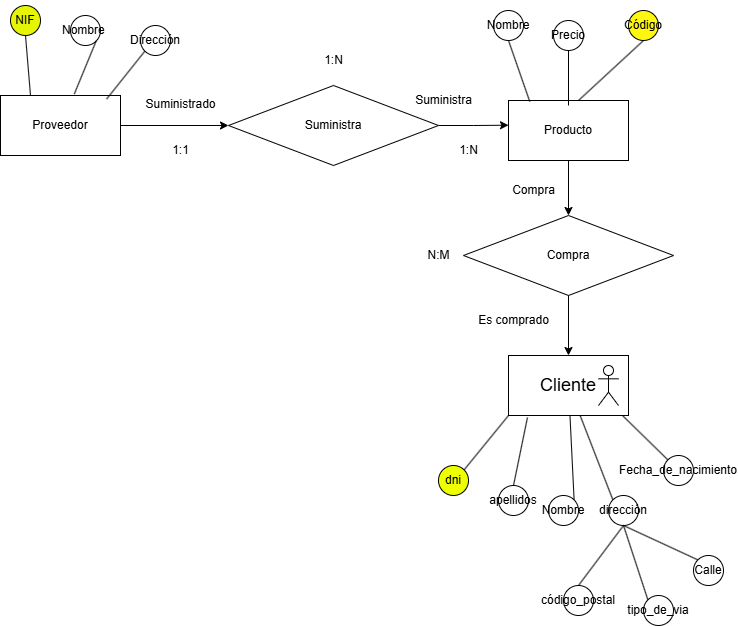 NIF
Nombre
Dirección
Nombre
Precio
Código
1:N
Suministrado
Suministra
Proveedor
Suministra
Producto
1:1
1:N
Compra
N:M
Compra
Es comprado
Cliente
dni
apellidos
Nombre
dirección
Fecha_de_nacimiento
Calle
código_postal
tipo_de_via